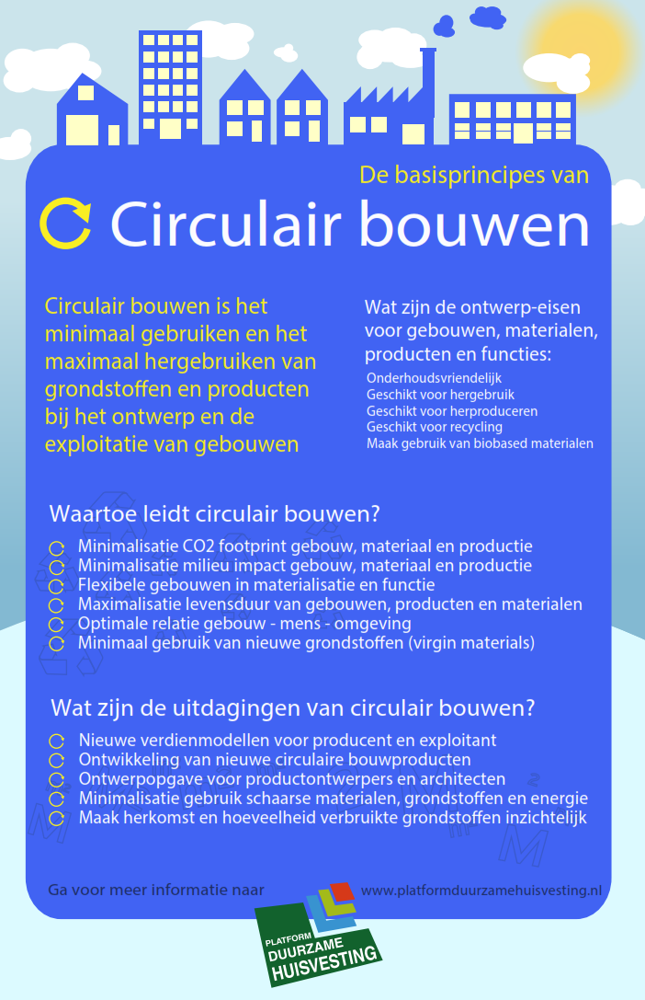 De basisprincipes van
Circulair bouwen
Circulair bouwen is het
minimaal gebruiken en het
maximaal hergebruiken van
grondstoffen en producten
bij het ontwerp en de
exploitatie van gebouwen
Wat zijn de ontwerp-eisen
voor gebouwen, materialen,
producten en functies:
Onderhoudsvriendelijk
Geschikt voor hergebruik
Geschikt voor herproduceren
Geschikt voor recycling
Maak gebruik van biobased materialen
Waartoe leidt circulair bouwen?
Minimalisatie CO2 footprint gebouw, materiaal en productie
Minimalisatie milieu impact gebouw, materiaal en productie
Flexibele gebouwen in materialisatie en functie
Maximalisatie levensduur van gebouwen, producten en materialen
Optimale relatie gebouw - mens - omgeving
Minimaal gebruik van nieuwe grondstoffen (virgin materials)
Wat zijn de uitdagingen van circulair bouwen?
Nieuwe verdienmodellen voor producent en exploitant
Ontwikkeling van nieuwe circulaire bouwproducten
Ontwerpopgave voor productontwerpers en architecten
Minimalisatie gebruik schaarse materialen, grondstoffen en energie
Maak herkomst en hoeveelheid verbruikte grondstoffen inzichtelijk
Ga voor meer informatie naar
www.platformduurzamehuisvesting.nl
PLATFORM
DUURZAME
HUISVESTING